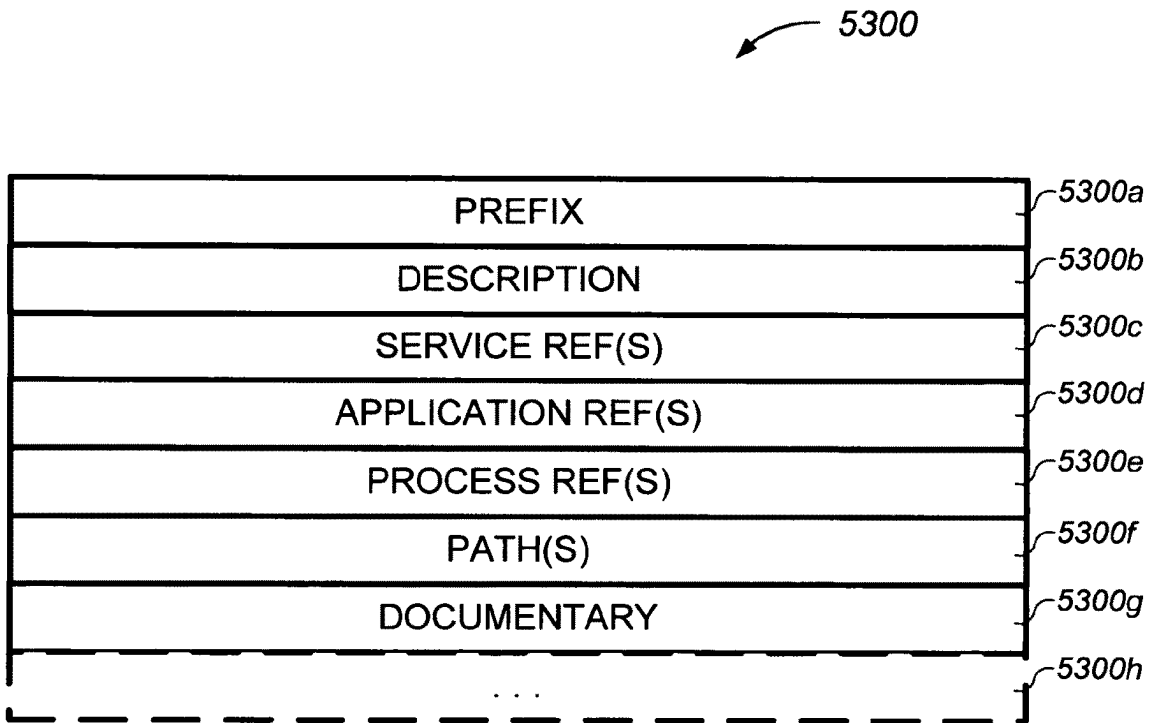 5300
PREFIX 5300a
DESCRIPTION 5300b
SERVICE REF(S) 5300c
APPLICATION REF(S) 5300d
PROCESS REF(S) 5300e
PATH(S) 5300f
DOCUMENTARY 5300g
. . . 5300h